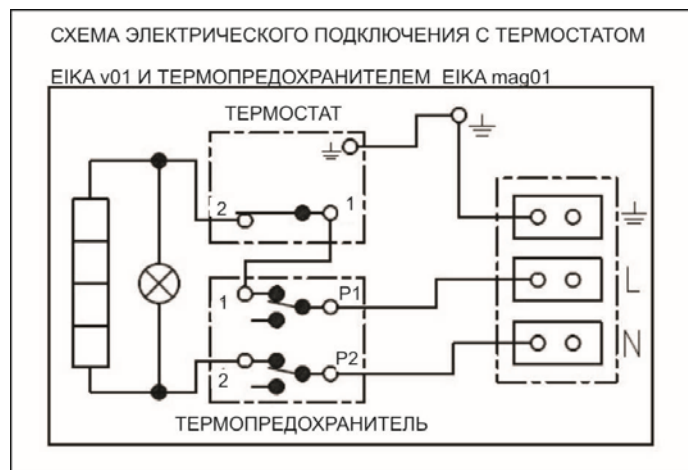 СХЕМА ЭЛЕКТРИЧЕСКОГО ПОДКЛЮЧЕНИЯ С ТЕРМОСТАТОМ
EIKA v01 И ТЕРМОПРЕДОХРАНИТЕЛЕМ EIKA mag01
ТЕРМОСТАТ
2
1
1
P1
L
2
P2
N
ТЕРМОПРЕДОХРАНИТЕЛЬ